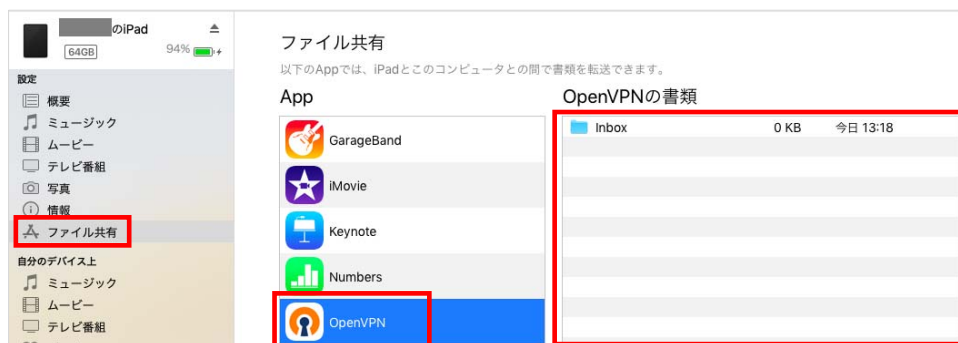 のiPad
64GB
94%
設定
概要
ミュージック
ムービー
テレビ番組
写真
情報
ファイル共有
自分のデバイス上
ミュージック
ムービー
テレビ番組
ファイル共有
以下のAppでは、iPadとこのコンピュータとの間で書類を転送できます。
App
GarageBand
iMovie
Keynote
Numbers
OpenVPN
OpenVPNの書類
Inbox 0 KB 今日 13:18